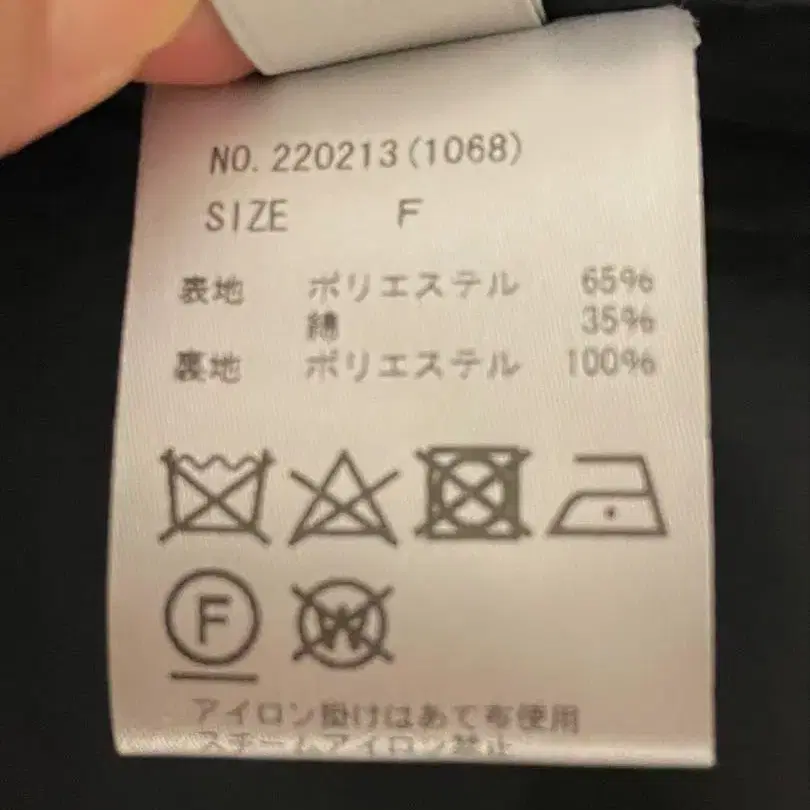 NO. 220213(1068)
SIZE F
表地 ポリエステル 65%
綿 35%
裏地 ポリエステル 100%
F
W
アイロン掛けはあて布使用
スチームアイロン禁止